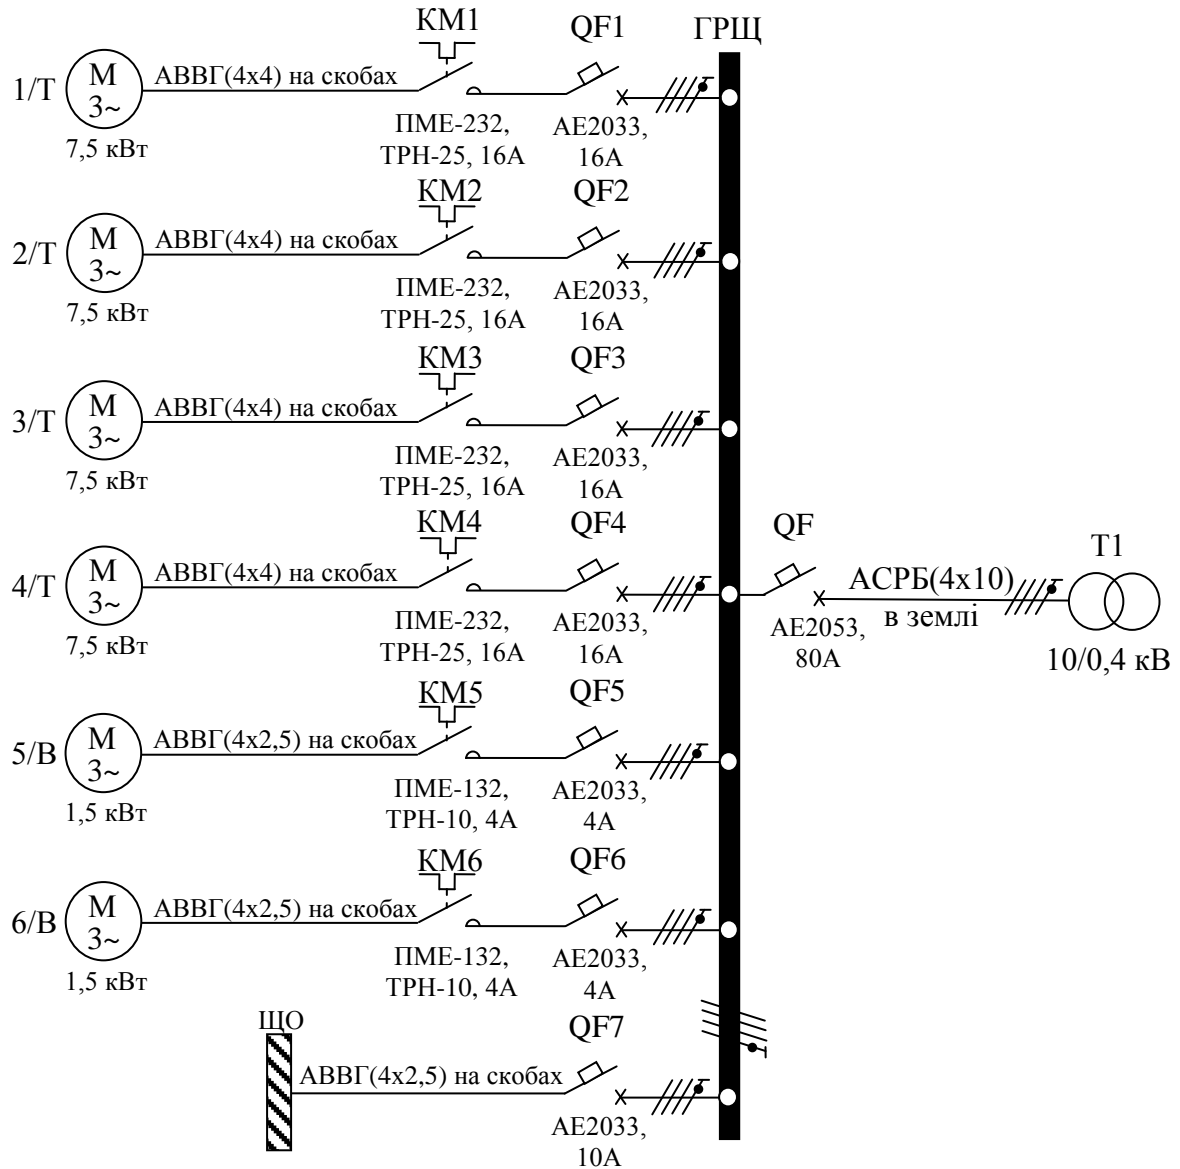 КМ1
QF1
ГРЩ
1/Т
М
3~
АВВГ(4х4) на скобах
7,5 кВт
ПМЕ-232,
ТРН-25, 16А
АЕ2033,
16А
КМ2
QF2
2/Т
М
3~
АВВГ(4х4) на скобах
7,5 кВт
ПМЕ-232,
ТРН-25, 16А
АЕ2033,
16А
КМ3
QF3
3/Т
М
3~
АВВГ(4х4) на скобах
7,5 кВт
ПМЕ-232,
ТРН-25, 16А
АЕ2033,
16А
КМ4
QF4
4/Т
М
3~
АВВГ(4х4) на скобах
7,5 кВт
ПМЕ-232,
ТРН-25, 16А
АЕ2033,
16А
QF
АЕ2053,
80А
АСРБ(4х10)
в землі
Т1
10/0,4 кВ
КМ5
QF5
5/В
М
3~
АВВГ(4х2,5) на скобах
1,5 кВт
ПМЕ-132,
ТРН-10, 4А
АЕ2033,
4А
КМ6
QF6
6/В
М
3~
АВВГ(4х2,5) на скобах
1,5 кВт
ПМЕ-132,
ТРН-10, 4А
АЕ2033,
4А
ЩО
QF7
АВВГ(4х2,5) на скобах
АЕ2033,
10А